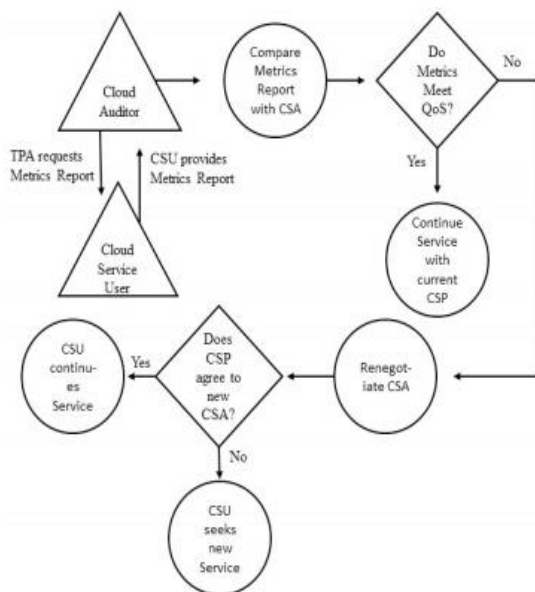 Cloud
Auditor
Compare
Metrics
Report
with CSA
Do
Metrics
Meet
QoS?
No
Yes
TPA requests
Metrics Report
CSU provides
Metrics Report
Cloud
Service
User
Continue
Service
with
current
CSP
Renegot-
iate CSA
Does
CSP
agree to
new
CSA?
Yes
CSU
continu-
es
Service
No
CSU
seeks
new
Service